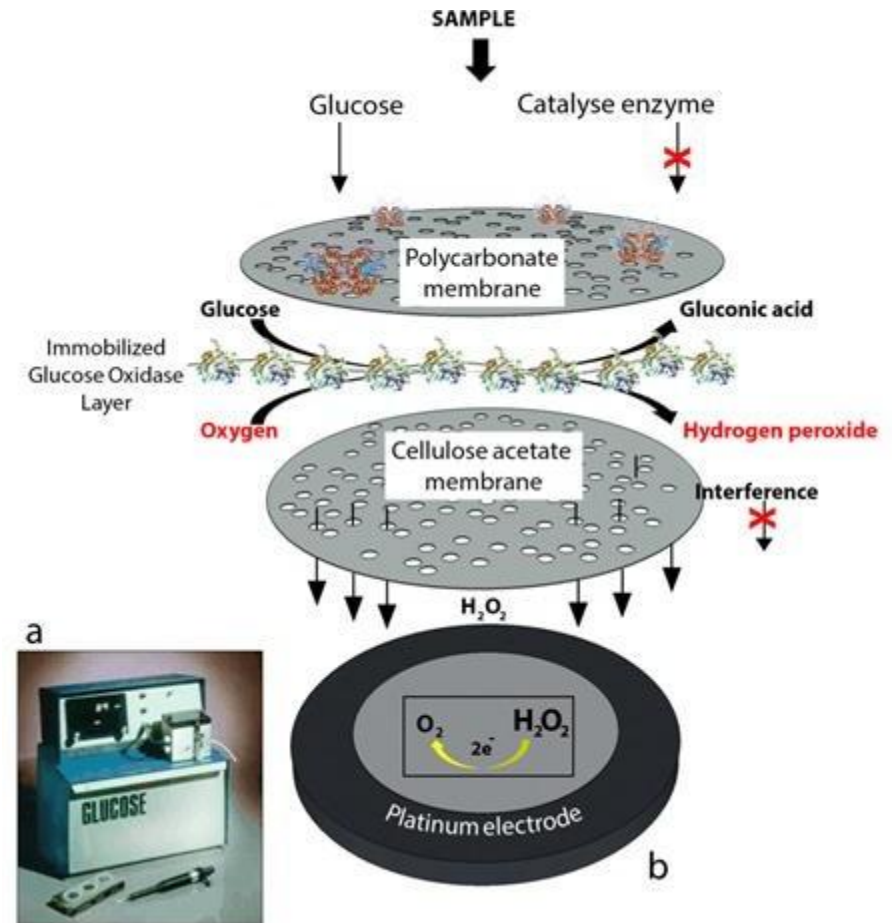 SAMPLE
Glucose
Catalyse enzyme
Polycarbonate
membrane
Glucose
Gluconic acid
Immobilized
Glucose Oxidase
Layer
Oxygen
Hydrogen peroxide
Cellulose acetate
membrane
Interference
H₂O₂
a
GLUCOSE
O₂
2e⁻
H₂O₂
Platinum electrode
b